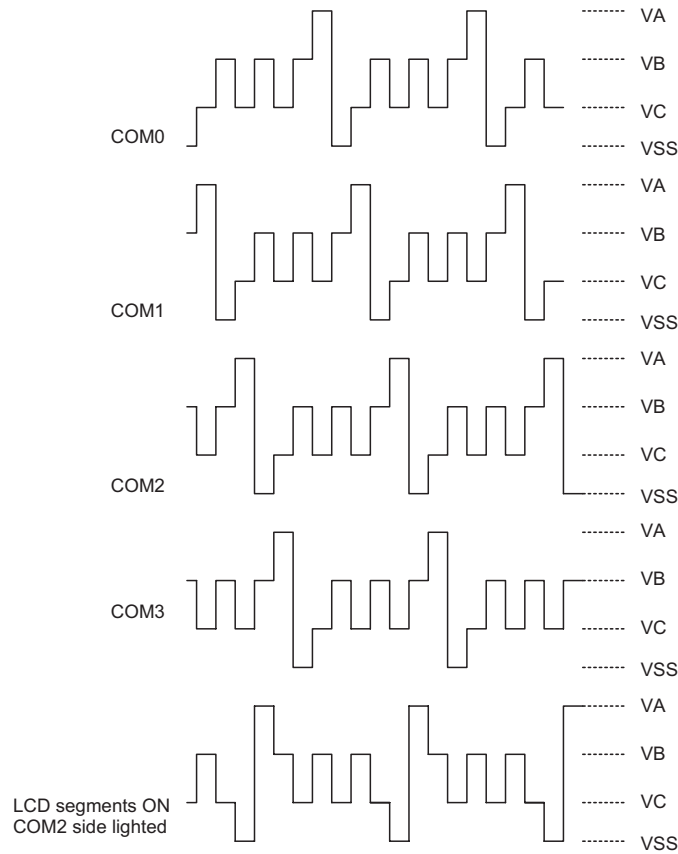 VA
VB
VC
COM0
VSS
VA
VB
VC
COM1
VSS
VA
VB
VC
COM2
VSS
VA
VB
COM3
VC
VSS
VA
VB
VC
LCD segments ON
COM2 side lighted
VSS